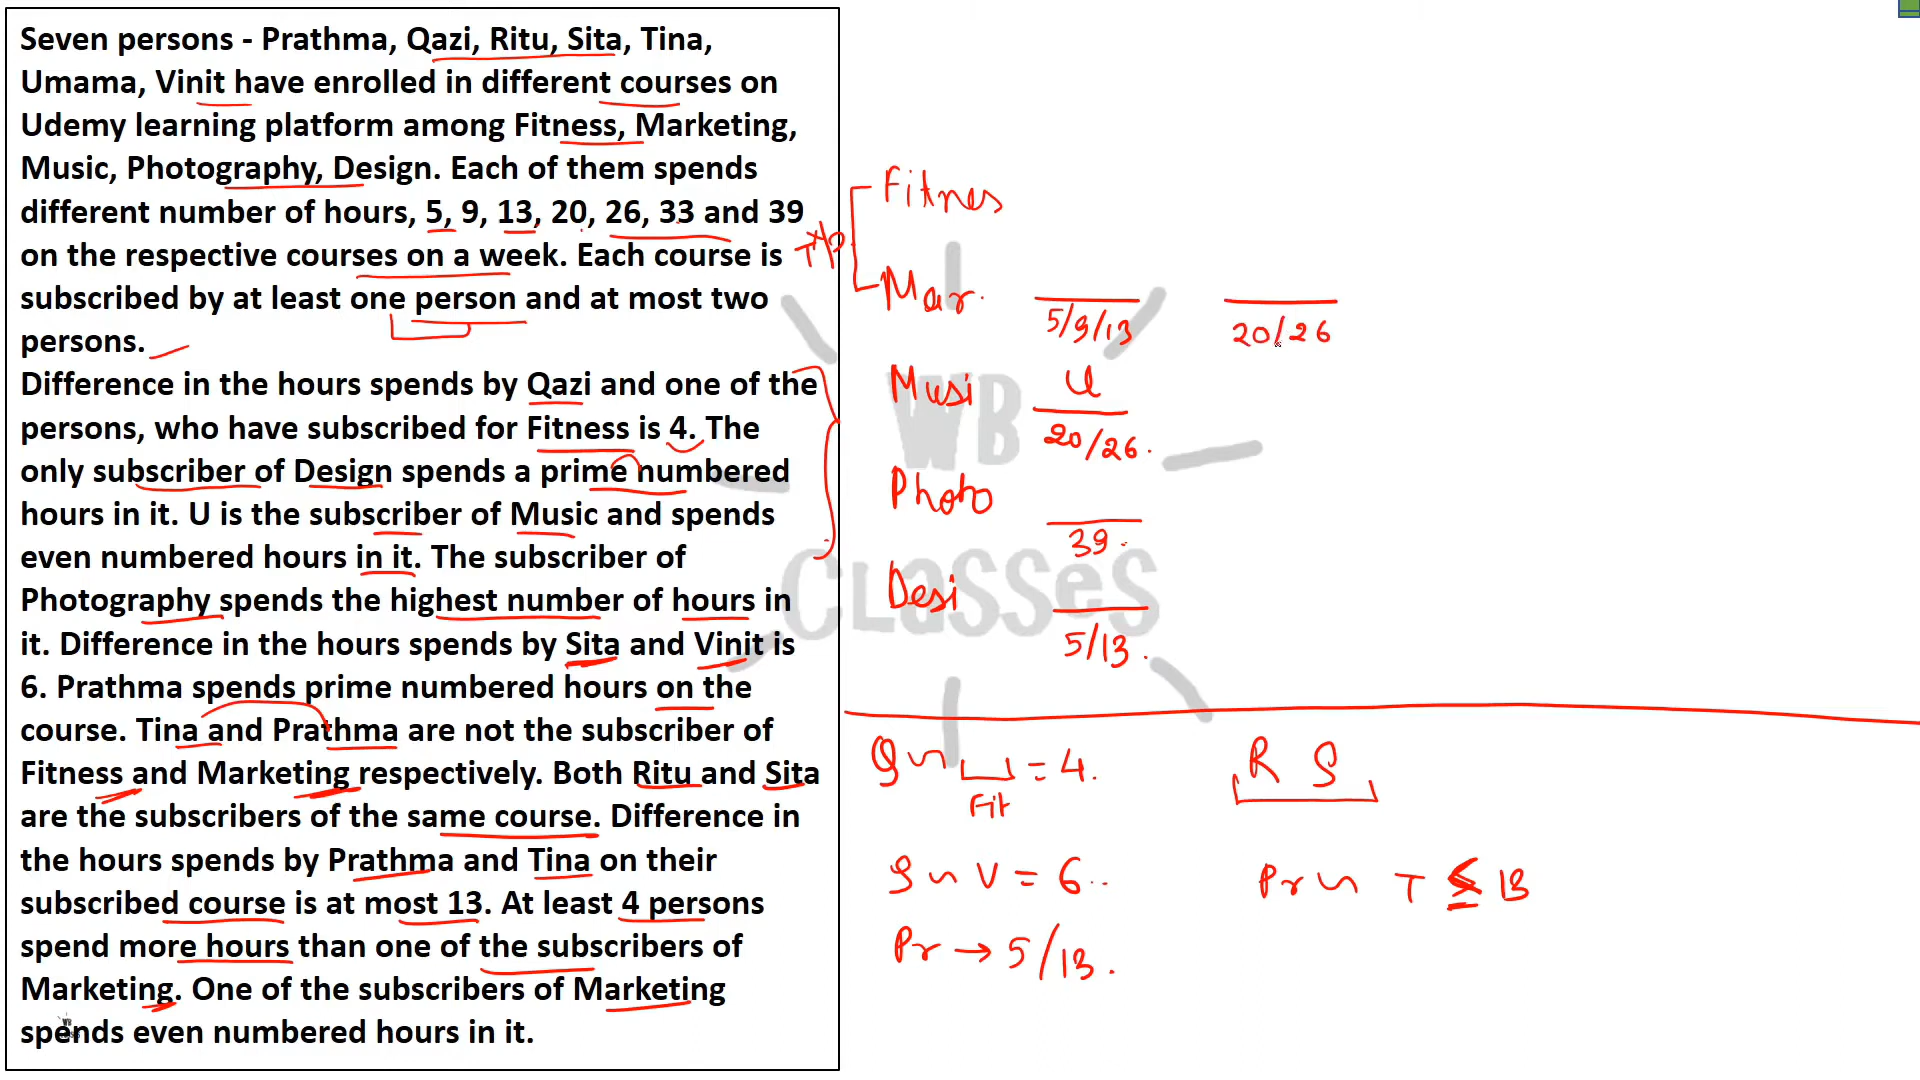 Seven persons - Prathma, Qazi, Ritu, Sita, Tina,
Umama, Vinit have enrolled in different courses on
Udemy learning platform among Fitness, Marketing,
Music, Photography, Design. Each of them spends
different number of hours, 5, 9, 13, 20, 26, 33 and 39
on the respective courses on a week. Each course is
subscribed by at least one person and at most two
persons.
Difference in the hours spends by Qazi and one of the
persons, who have subscribed for Fitness is 4. The
only subscriber of Design spends a prime numbered
hours in it. U is the subscriber of Music and spends
even numbered hours in it. The subscriber of
Photography spends the highest number of hours in
it. Difference in the hours spends by Sita and Vinit is
6. Prathma spends prime numbered hours on the
course. Tina and Prathma are not the subscriber of
Fitness and Marketing respectively. Both Ritu and Sita
are the subscribers of the same course. Difference in
the hours spends by Prathma and Tina on their
subscribed course is at most 13. At least 4 persons
spend more hours than one of the subscribers of
Marketing. One of the subscribers of Marketing
spends even numbered hours in it.
Fitnes
Mar.
5/9/13 20/26
Musi U
20/26.
Photo
39.
Desi
5/13.
WB
CLaSSeS
Q ~ = 4.
Fit
R S
S ~ V = 6..
Pr ~ T ≤ 13
Pr → 5/13.